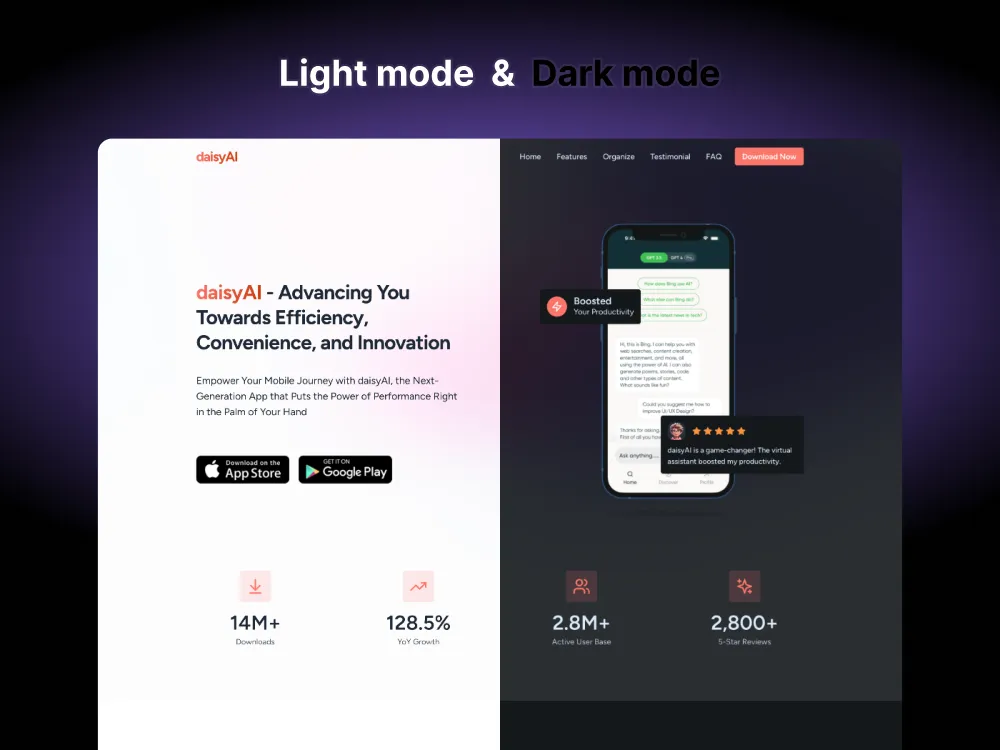 Light mode & Dark mode
daisyAI
Home Features Organize Testimonial FAQ Download Now
daisyAI - Advancing You
Towards Efficiency,
Convenience, and Innovation
Empower Your Mobile Journey with daisyAI, the Next-
Generation App that Puts the Power of Performance Right
in the Palm of Your Hand
Download on the
App Store
GET IT ON
Google Play
GPT 3.5 GPT 4
How does Bing use AI?
What else can Bing do?
is the latest news in tech?
Boosted
Your Productivity
Hi, this is Bing. I can help you with
web searches, content creation,
entertainment, and more, all
using the power of AI. I can also
generate poems, stories, code,
and other types of content.
What sounds like fun?
Could you suggest me how to
improve UI-UX Design?
Thanks for asking
First of all you
Ask anything....
Home Discover Profile
daisyAI is a game-changer! The virtual
assistant boosted my productivity.
14M+
Downloads
128.5%
YoY Growth
2.8M+
Active User Base
2,800+
5-Star Reviews